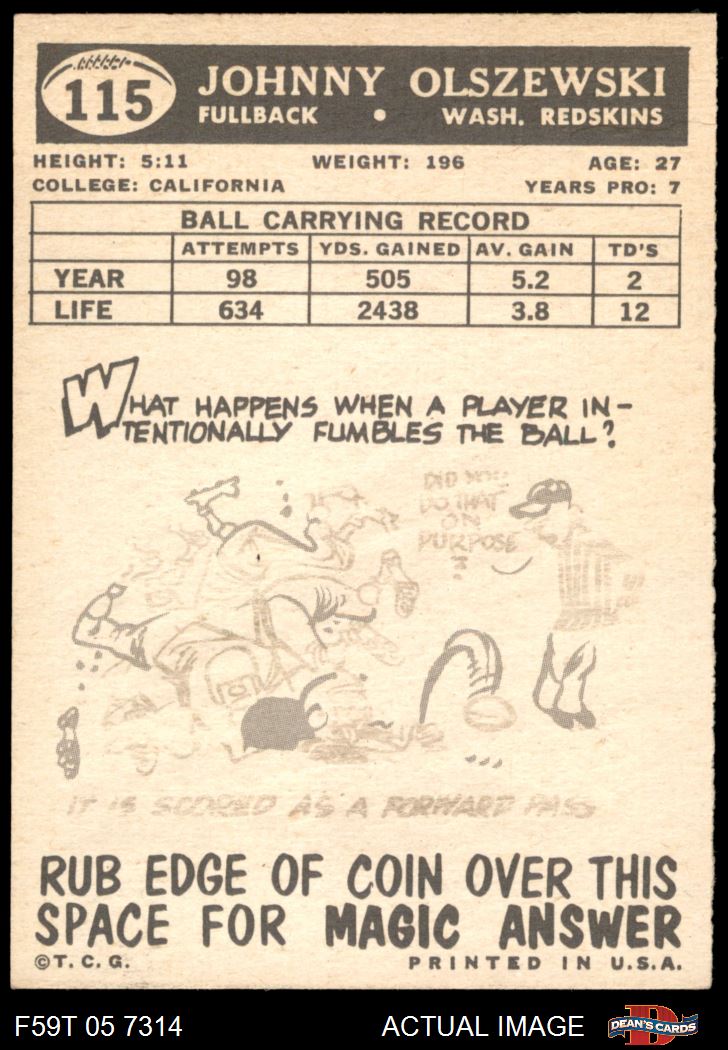 115
JOHNNY OLSZEWSKI
FULLBACK • WASH. REDSKINS
HEIGHT: 5:11 WEIGHT: 196 AGE: 27
COLLEGE: CALIFORNIA YEARS PRO: 7
BALL CARRYING RECORD
ATTEMPTS YDS. GAINED AV. GAIN TD'S
YEAR 98 505 5.2 2
LIFE 634 2438 3.8 12
WHAT HAPPENS WHEN A PLAYER IN-
TENTIONALLY FUMBLES THE BALL?
DID YOU
DO THAT
ON
PURPOSE
IT IS SCORED AS A FORWARD PASS
RUB EDGE OF COIN OVER THIS
SPACE FOR MAGIC ANSWER
©T.C.G. PRINTED IN U.S.A.
F59T 05 7314 ACTUAL IMAGE DEAN'S CARDS